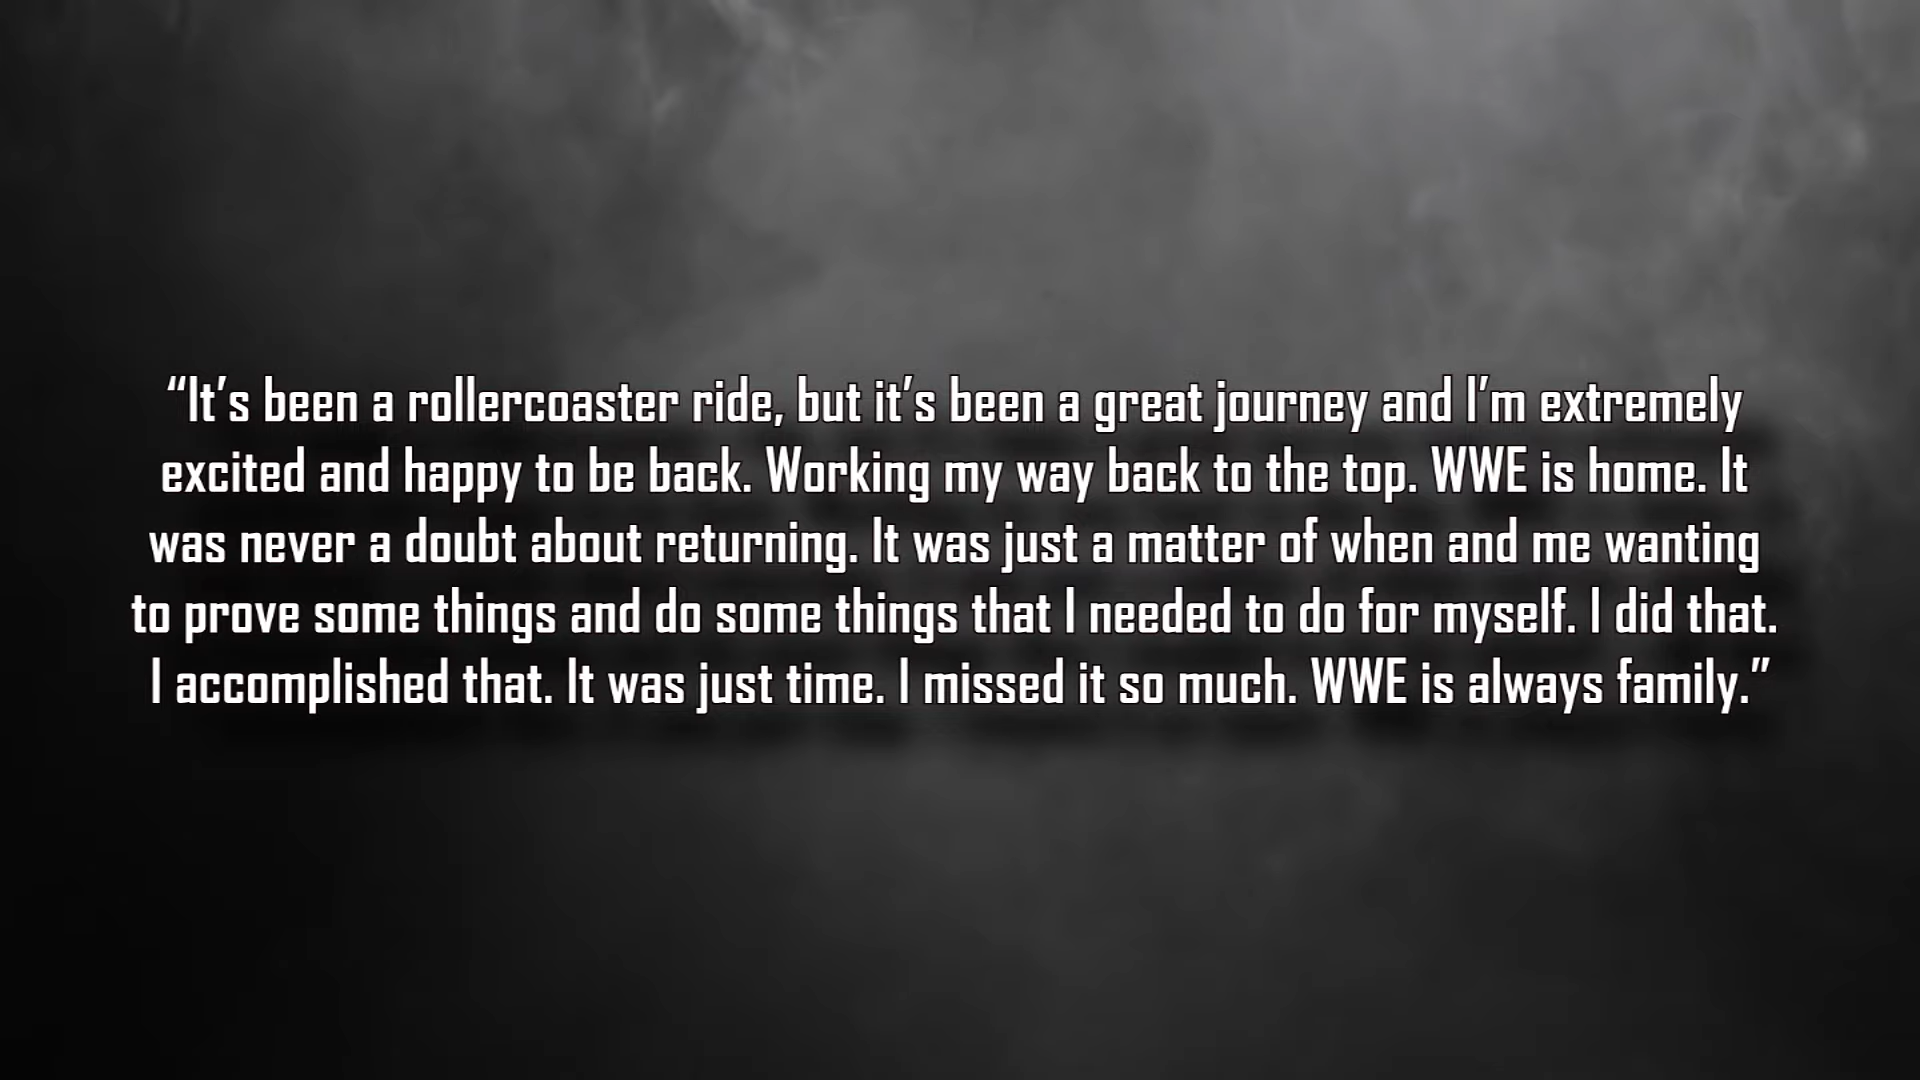 “It’s been a rollercoaster ride, but it’s been a great journey and I’m extremely
excited and happy to be back. Working my way back to the top. WWE is home. It
was never a doubt about returning. It was just a matter of when and me wanting
to prove some things and do some things that I needed to do for myself. I did that.
I accomplished that. It was just time. I missed it so much. WWE is always family.”